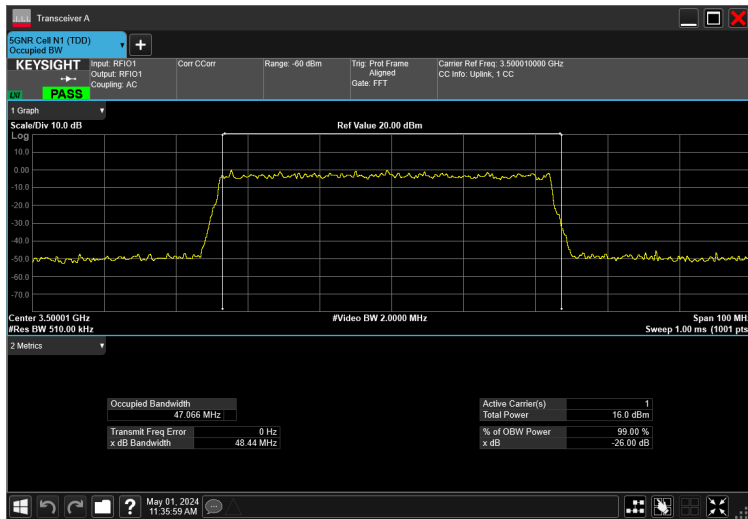 Transceiver A
5GNR Cell N1 (TDD)
Occupied BW
KEYSIGHT
LXI
PASS
Input: RFIO1
Output: RFIO1
Coupling: AC
Corr CCorr
Range: -60 dBm
Trig: Prot Frame
Aligned
Gate: FFT
Carrier Ref Freq: 3.500010000 GHz
CC Info: Uplink, 1 CC
1 Graph
Scale/Div 10.0 dB
Ref Value 20.00 dBm
Log
10.0
0.00
-10.0
-20.0
-30.0
-40.0
-50.0
-60.0
-70.0
Center 3.50001 GHz
#Video BW 2.0000 MHz
Span 100 MH
#Res BW 510.00 kHz
Sweep 1.00 ms (1001 pts
2 Metrics
Occupied Bandwidth
47.066 MHz
Transmit Freq Error 0 Hz
x dB Bandwidth 48.44 MHz
Active Carrier(s) 1
Total Power 16.0 dBm
% of OBW Power 99.00 %
x dB -26.00 dB
?
May 01, 2024
11:35:59 AM